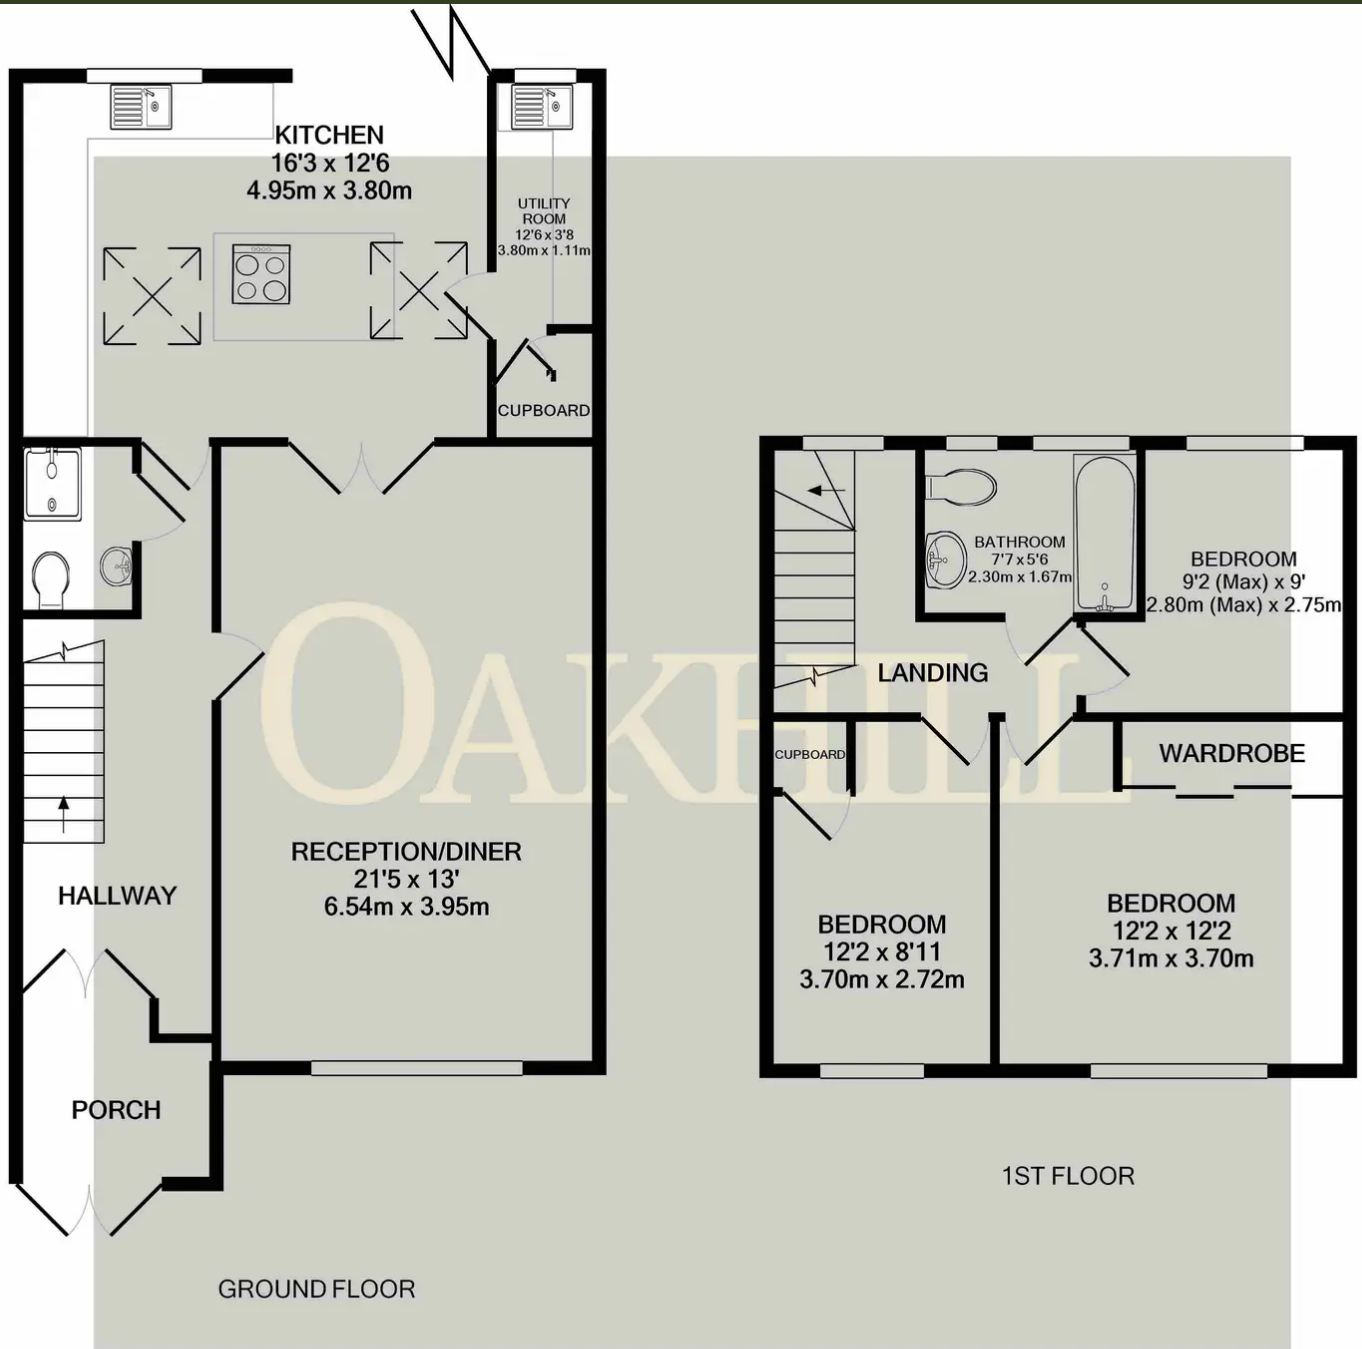 KITCHEN
16'3 x 12'6
4.95m x 3.80m
UTILITY
ROOM
12'6 x 3'8
3.80m x 1.11m
CUPBOARD
OAKHILL
RECEPTION/DINER
21'5 x 13'
6.54m x 3.95m
HALLWAY
PORCH
GROUND FLOOR
BATHROOM
7'7 x 5'6
2.30m x 1.67m
BEDROOM
9'2 (Max) x 9'
2.80m (Max) x 2.75m
LANDING
CUPBOARD
WARDROBE
BEDROOM
12'2 x 8'11
3.70m x 2.72m
BEDROOM
12'2 x 12'2
3.71m x 3.70m
1ST FLOOR